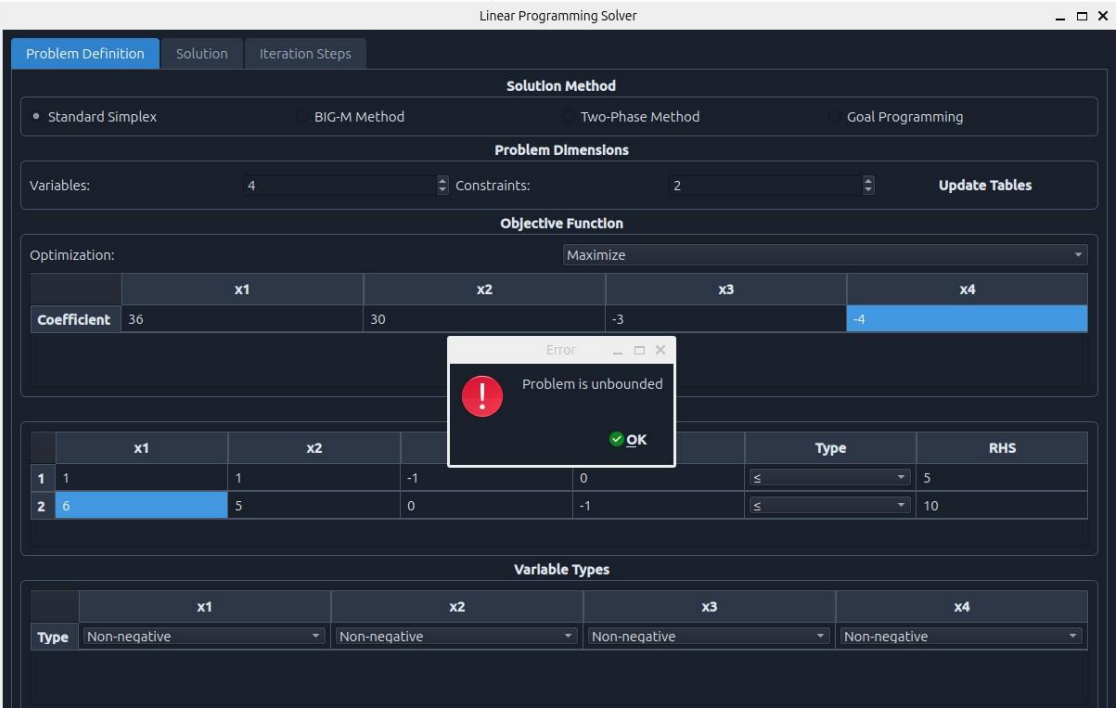 Linear Programming Solver
Problem Definition Solution Iteration Steps
Solution Method
Standard Simplex BIG-M Method Two-Phase Method Goal Programming
Problem Dimensions
Variables: 4 Constraints: 2 Update Tables
Objective Function
Optimization: Maximize
x1 x2 x3 x4
Coefficient 36 30 -3 -4
Error
Problem is unbounded
OK
x1 x2 Type RHS
1 1 1 -1 0 ≤ 5
2 6 5 0 -1 ≤ 10
Variable Types
x1 x2 x3 x4
Type Non-negative Non-negative Non-negative Non-negative